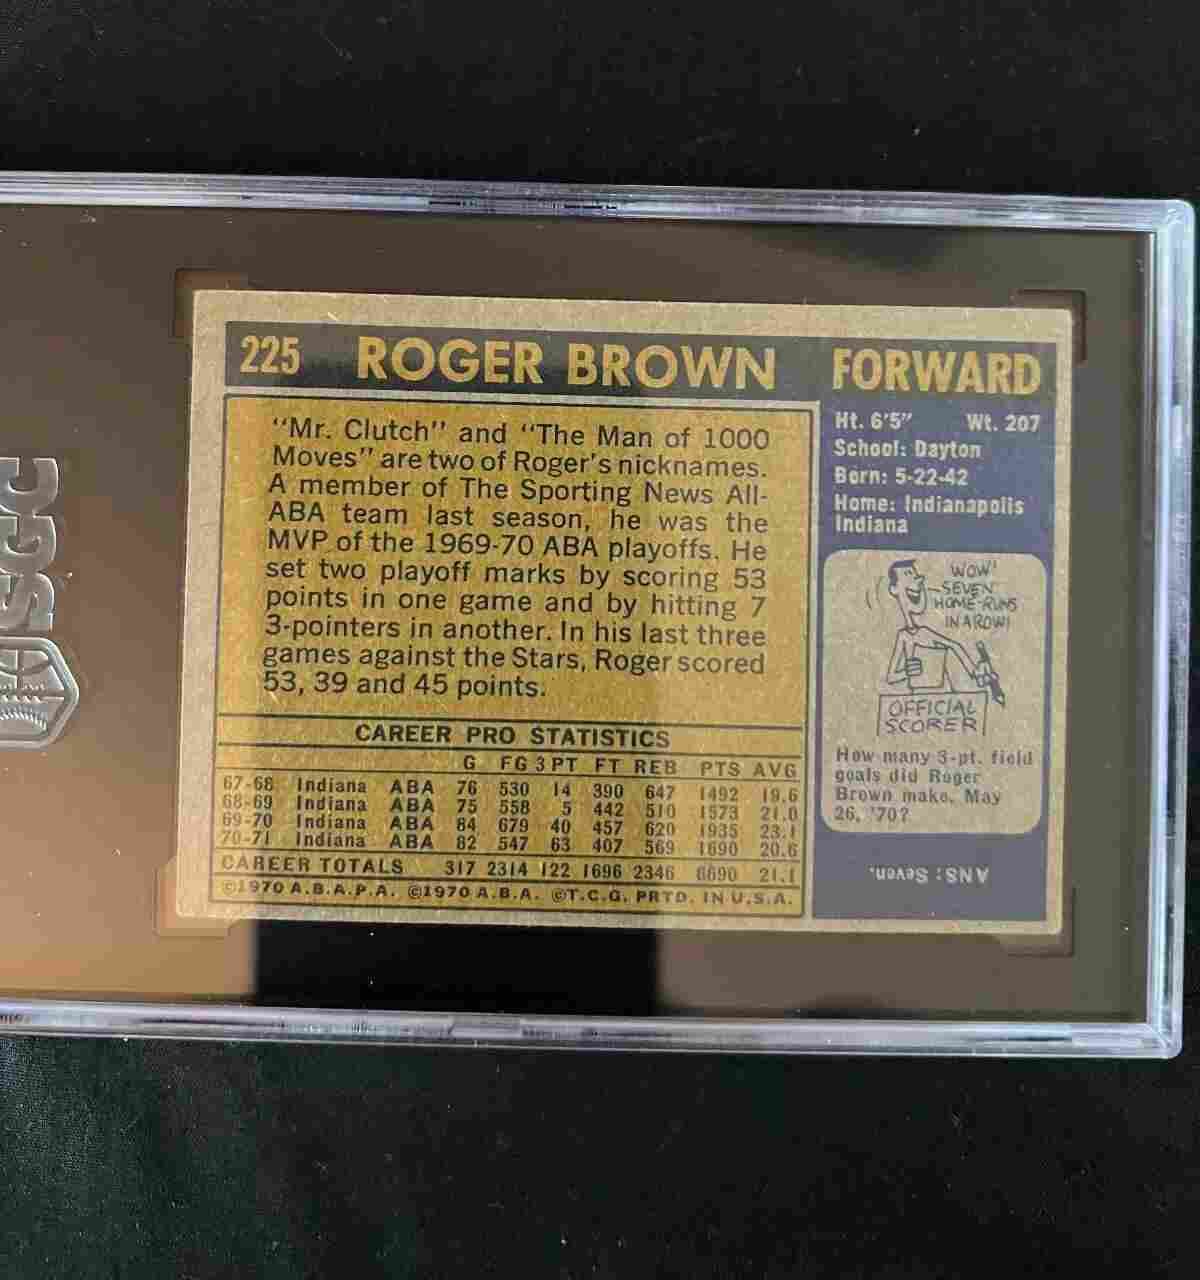 225 ROGER BROWN FORWARD
"Mr. Clutch" and "The Man of 1000
Moves" are two of Roger's nicknames.
A member of The Sporting News All-
ABA team last season, he was the
MVP of the 1969-70 ABA playoffs. He
set two playoff marks by scoring 53
points in one game and by hitting 7
3-pointers in another. In his last three
games against the Stars, Roger scored
53, 39 and 45 points.
CAREER PRO STATISTICS
G FG 3 PT FT REB PTS AVG
67-68 Indiana ABA 76 530 14 390 647 1492 19.6
68-69 Indiana ABA 75 558 5 442 510 1573 21.0
69-70 Indiana ABA 84 679 40 457 620 1935 23.1
70-71 Indiana ABA 82 547 63 407 569 1690 20.6
CAREER TOTALS 317 2314 122 1696 2346 6690 21.1
©1970 A.B.A.P.A. ©1970 A.B.A. ©T.C.G. PRTD. IN U.S.A.
Ht. 6'5" Wt. 207
School: Dayton
Born: 5-22-42
Home: Indianapolis
Indiana
WOW!
SEVEN
HOME-RUNS
IN A ROW!
OFFICIAL
SCORER
How many 3-pt. field
goals did Roger
Brown make, May
26, '70?
ANS: Seven.
SGC